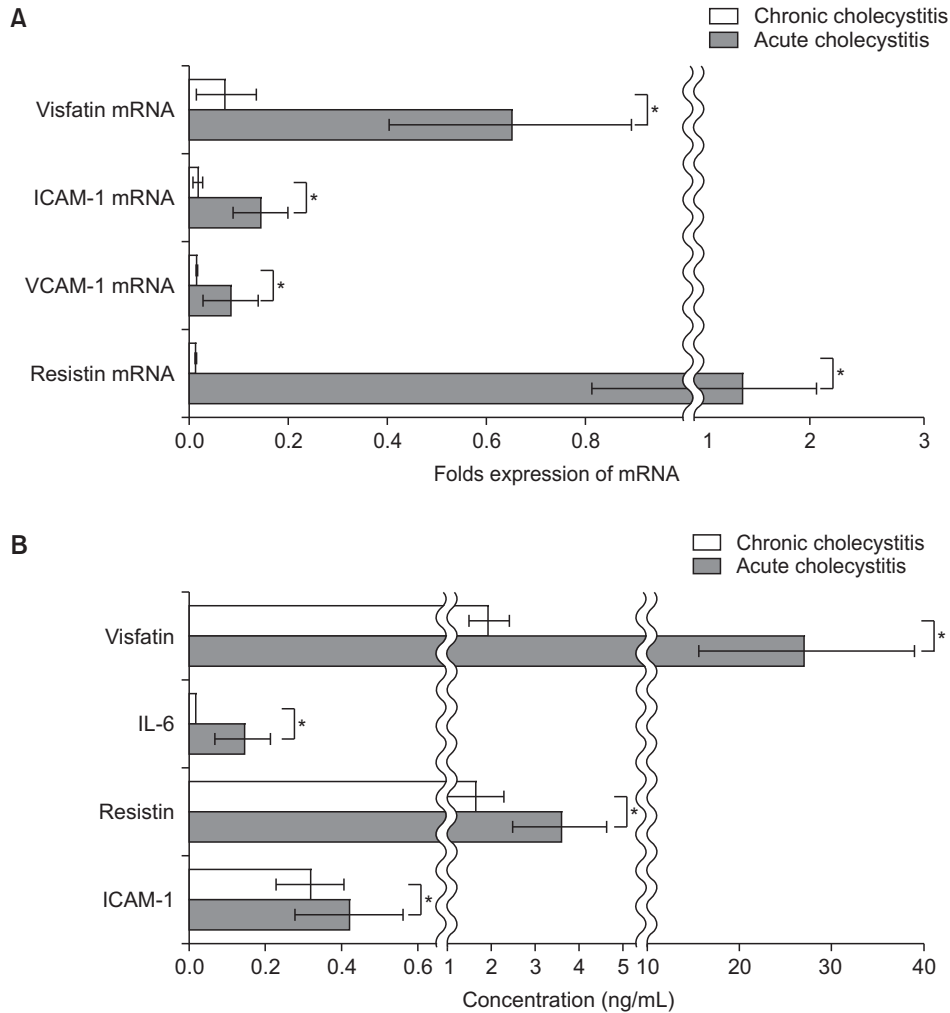 A
Chronic cholecystitis
Acute cholecystitis
Visfatin mRNA
*
ICAM-1 mRNA
*
VCAM-1 mRNA
*
Resistin mRNA
*
0.0 0.2 0.4 0.6 0.8 1 2 3
Folds expression of mRNA
B
Chronic cholecystitis
Acute cholecystitis
Visfatin
*
IL-6
*
Resistin
*
ICAM-1
*
0.0 0.2 0.4 0.6 1 2 3 4 5 10 20 30 40
Concentration (ng/mL)